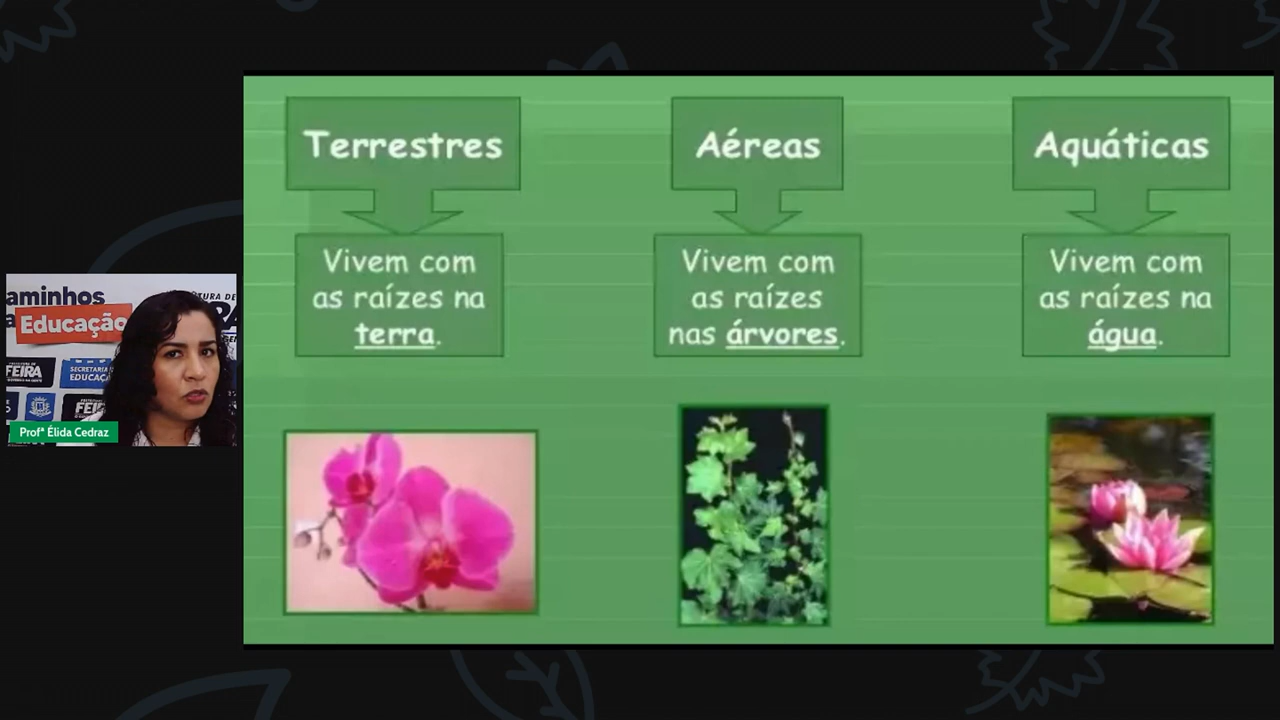 Terrestres
Vivem com
as raízes na
terra.
Aéreas
Vivem com
as raízes
nas árvores.
Aquáticas
Vivem com
as raízes na
água.
aminhos
Educação
FEIRA
SECRETARIA
EDUCAÇ
Profª Élida Cedraz